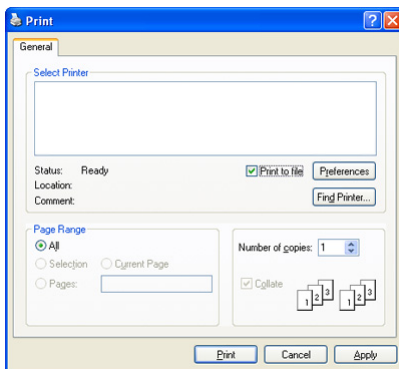 Print
General
Select Printer
Status: Ready
Print to file
Preferences
Location:
Comment:
Find Printer...
Page Range
All
Selection
Current Page
Pages:
Number of copies: 1
Collate
1 2 3
1 2 3
Print
Cancel
Apply